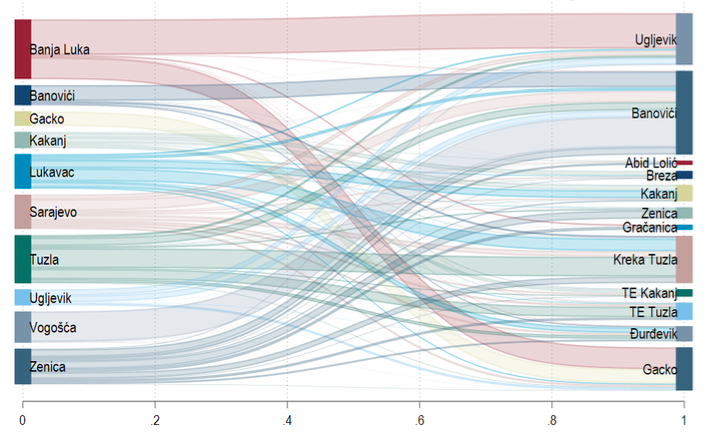 Banja Luka
Banovići
Gacko
Kakanj
Lukavac
Sarajevo
Tuzla
Ugljevik
Vogošća
Zenica
Ugljevik
Banovići
Abid Lolić
Breza
Kakanj
Zenica
Gračanica
Kreka Tuzla
TE Kakanj
TE Tuzla
Đurđevik
Gacko
0 .2 .4 .6 .8 1